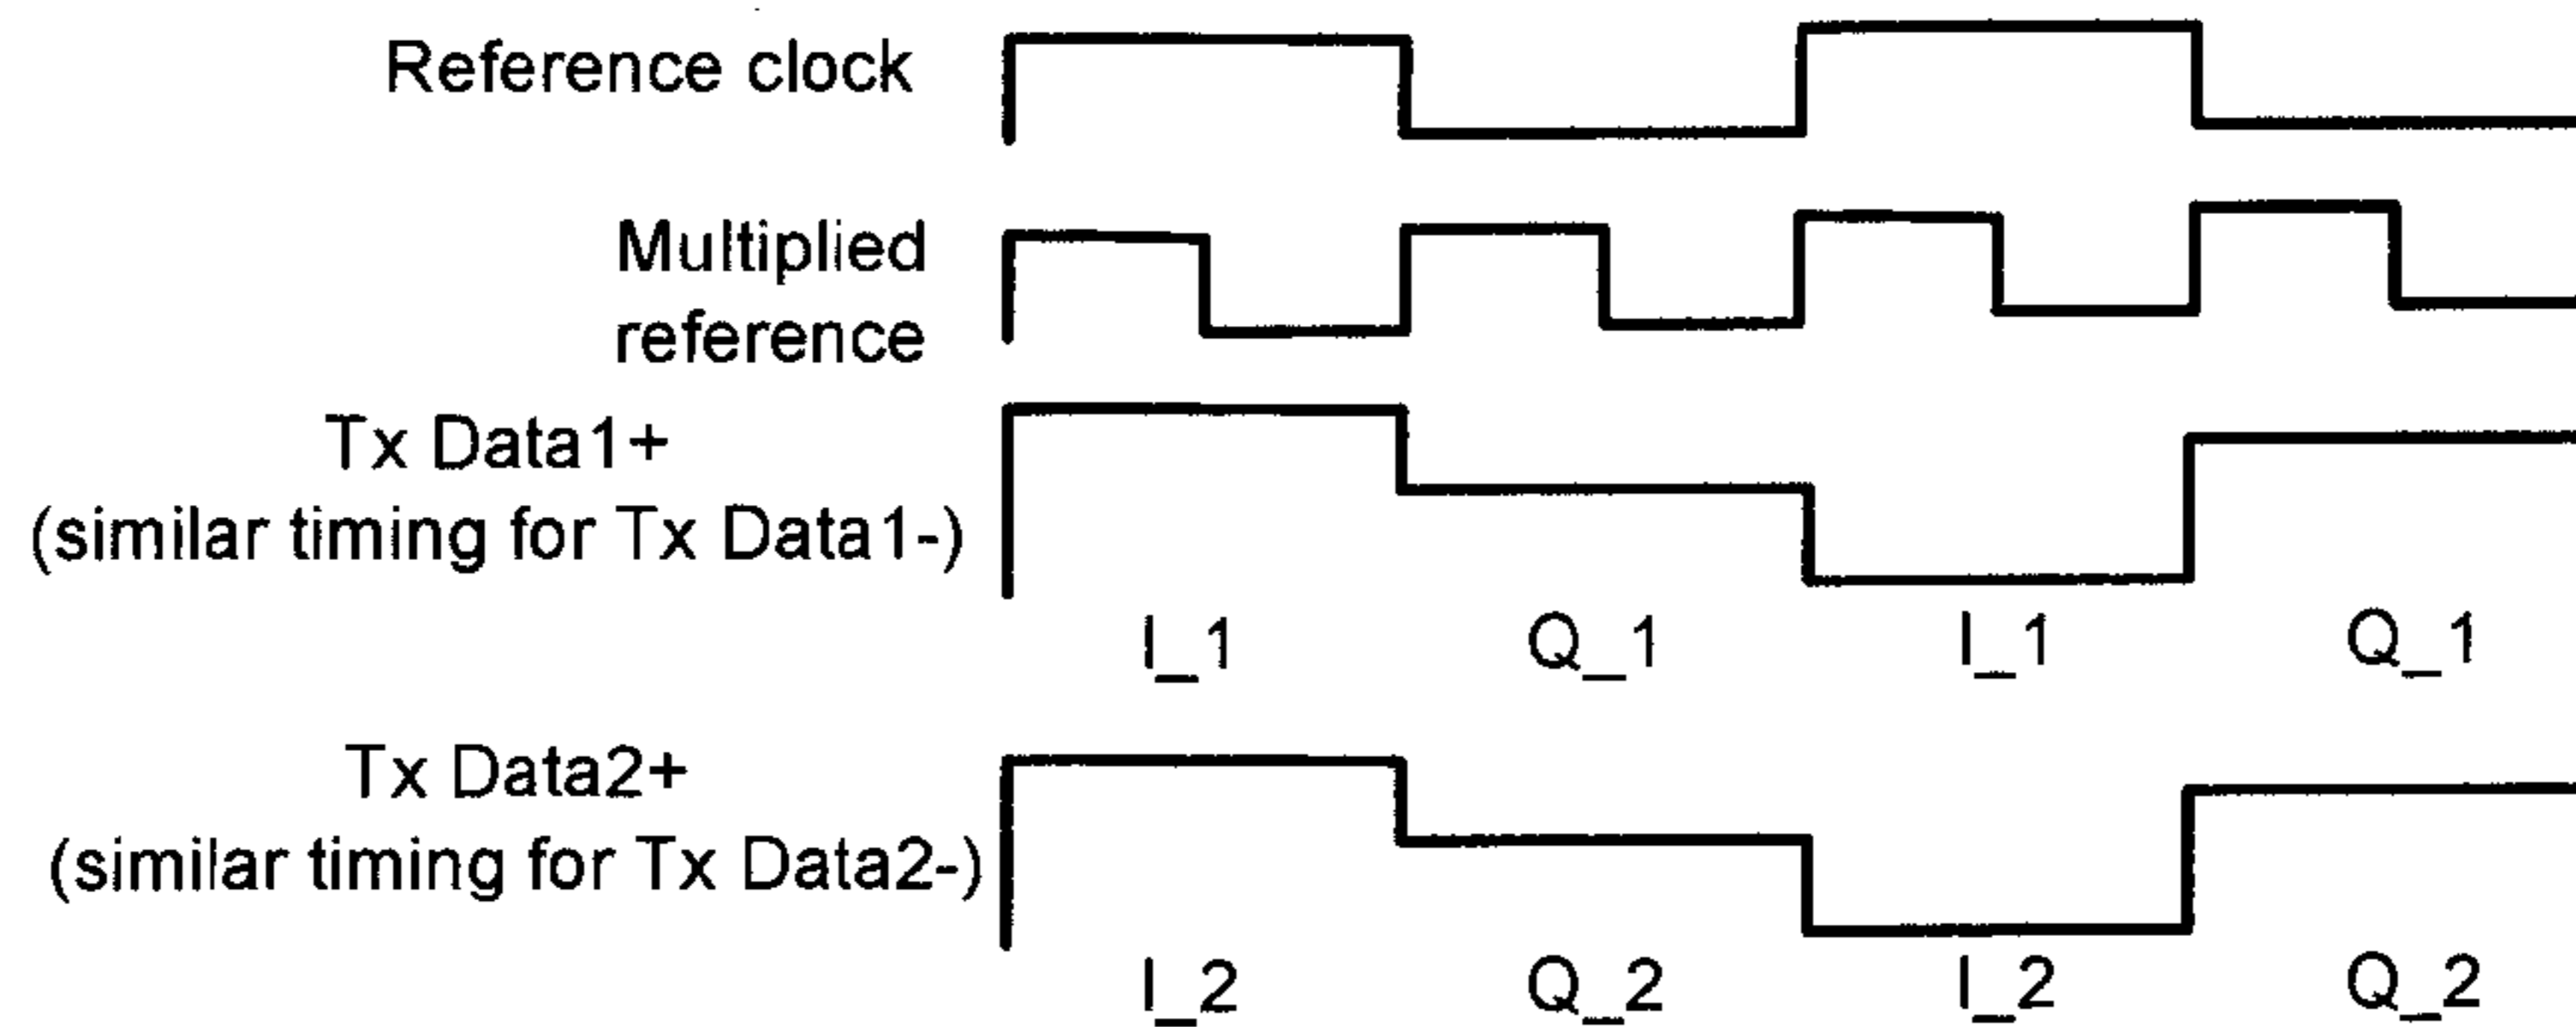 Reference clock
Multiplied
reference
Tx Data1+
(similar timing for Tx Data1-)
I_1 Q_1 I_1 Q_1
Tx Data2+
(similar timing for Tx Data2-)
I_2 Q_2 I_2 Q_2